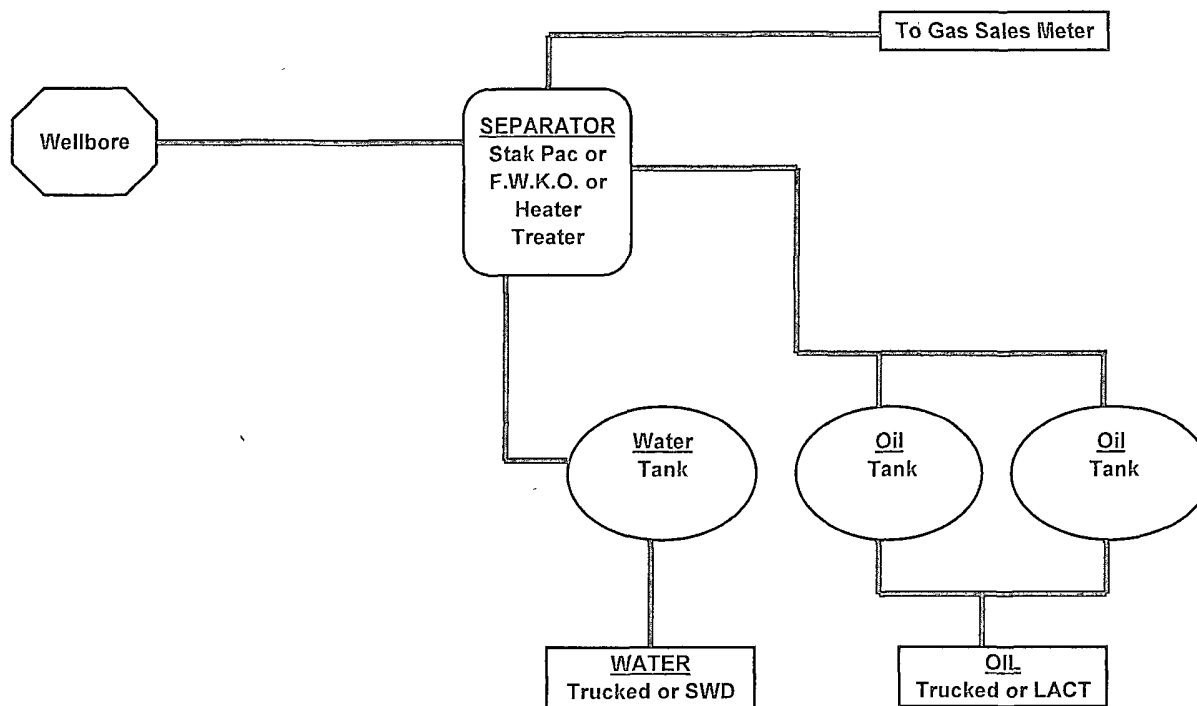 To Gas Sales Meter
Wellbore
SEPARATOR
Stak Pac or
F.W.K.O. or
Heater
Treater
Water
Tank
Oil
Tank
Oil
Tank
WATER
Trucked or SWD
OIL
Trucked or LACT